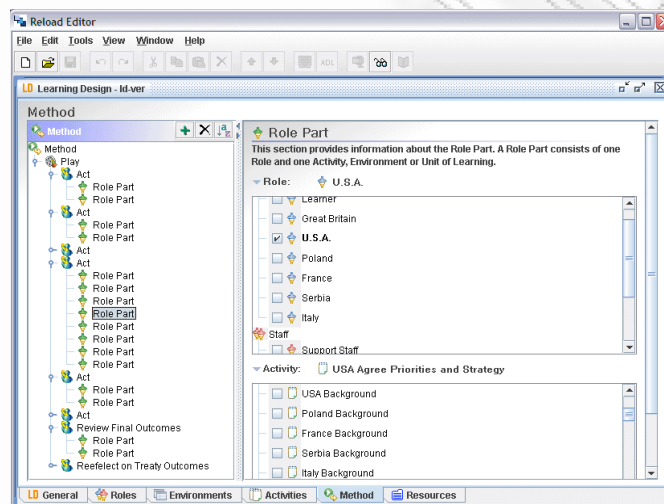 Reload Editor
File Edit Tools View Window Help
XDL
LD Learning Design - ld-ver
Method
Method
Method
Play
Act
Role Part
Role Part
Act
Role Part
Role Part
Act
Act
Role Part
Role Part
Role Part
Role Part
Role Part
Role Part
Role Part
Act
Role Part
Role Part
Act
Review Final Outcomes
Role Part
Role Part
Reefelect on Treaty Outcomes
Role Part
This section provides information about the Role Part. A Role Part consists of one
Role and one Activity, Environment or Unit of Learning.
Role: U.S.A.
Learner
Great Britain
U.S.A.
Poland
France
Serbia
Italy
Staff
Support Staff
Activity: USA Agree Priorities and Strategy
USA Background
Poland Background
France Background
Serbia Background
Italy Background
LD General Roles Environments Activities Method Resources